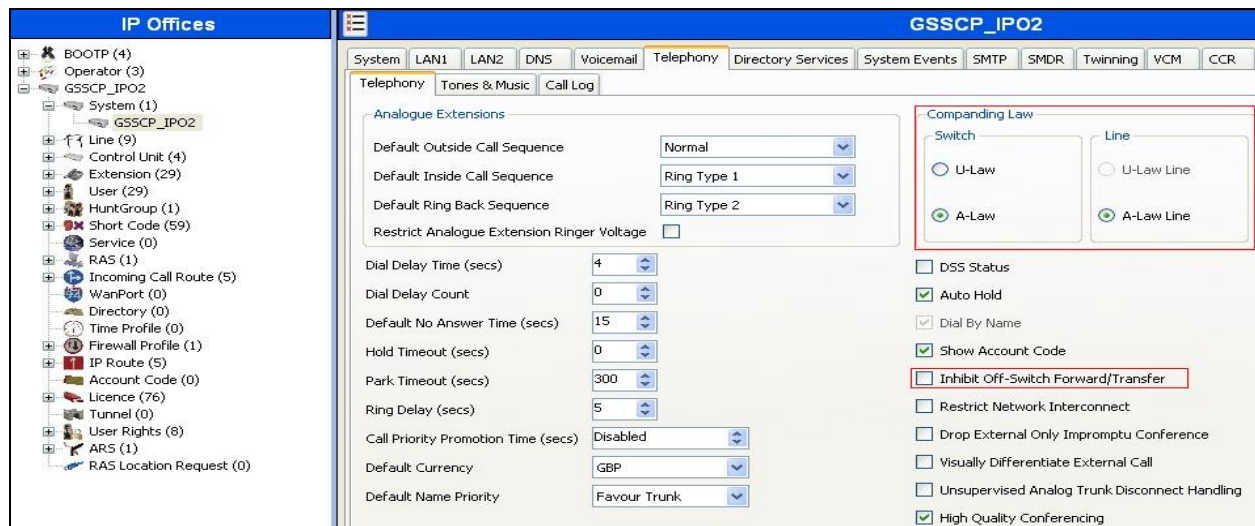 IP Offices
BOOTP (4)
Operator (3)
GSSCP_IPO2
System (1)
GSSCP_IPO2
Line (9)
Control Unit (4)
Extension (29)
User (29)
HuntGroup (1)
Short Code (59)
Service (0)
RAS (1)
Incoming Call Route (5)
WanPort (0)
Directory (0)
Time Profile (0)
Firewall Profile (1)
IP Route (5)
Account Code (0)
Licence (76)
Tunnel (0)
User Rights (8)
ARS (1)
RAS Location Request (0)
GSSCP_IPO2
System LAN1 LAN2 DNS Voicemail Telephony Directory Services System Events SMTP SMDR Twinning VCM CCR
Telephony Tones & Music Call Log
Analogue Extensions
Default Outside Call Sequence Normal
Default Inside Call Sequence Ring Type 1
Default Ring Back Sequence Ring Type 2
Restrict Analogue Extension Ringer Voltage
Dial Delay Time (secs) 4
Dial Delay Count 0
Default No Answer Time (secs) 15
Hold Timeout (secs) 0
Park Timeout (secs) 300
Ring Delay (secs) 5
Call Priority Promotion Time (secs) Disabled
Default Currency GBP
Default Name Priority Favour Trunk
Companding Law
Switch Line
U-Law U-Law Line
A-Law A-Law Line
DSS Status
Auto Hold
Dial By Name
Show Account Code
Inhibit Off-Switch Forward/Transfer
Restrict Network Interconnect
Drop External Only Impromptu Conference
Visually Differentiate External Call
Unsupervised Analog Trunk Disconnect Handling
High Quality Conferencing